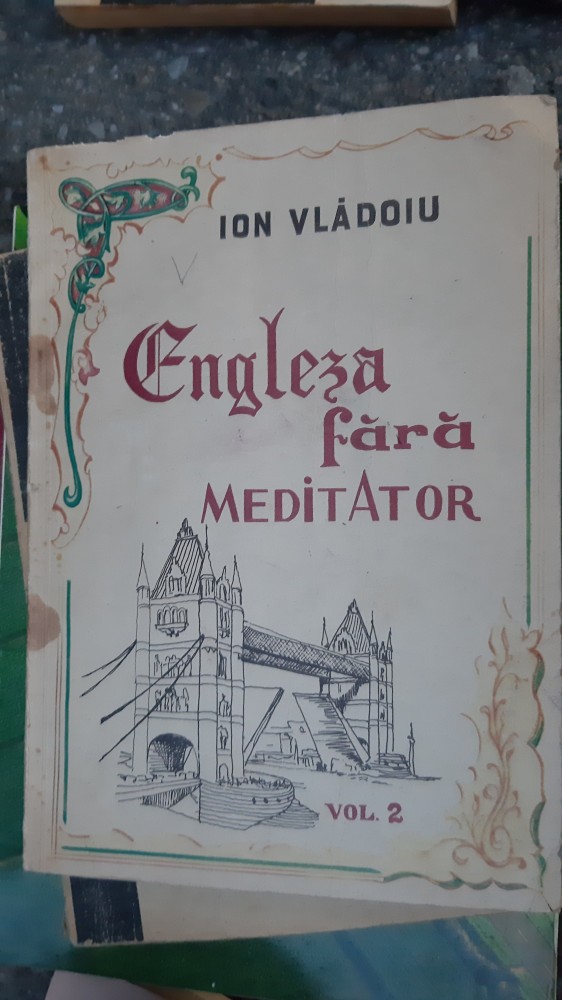 ION VLĂDOIU
Engleza
fără
MEDITATOR
VOL. 2